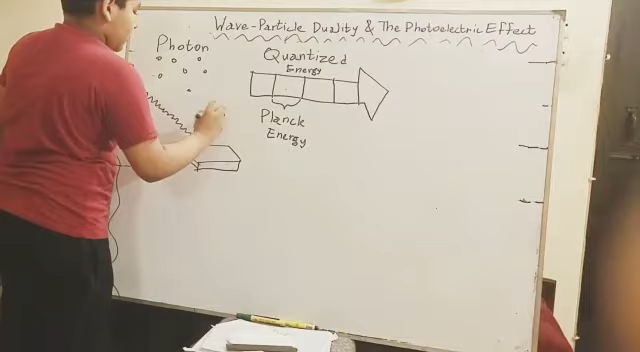 Wave-Particle Duality & The Photoelectric Effect
Photon
Quantized
Energy
Planck
Energy